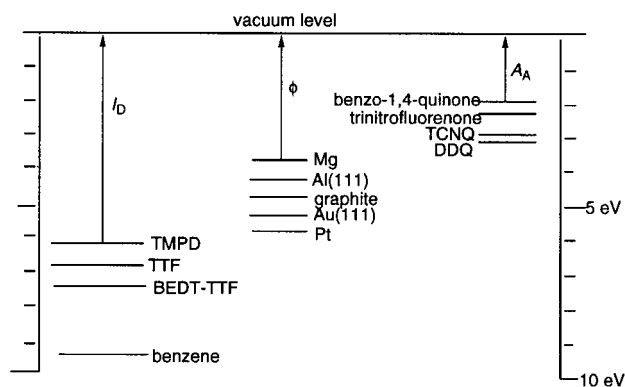 vacuum level
I_D
ϕ
A_A
benzo-1,4-quinone
trinitrofluorenone
TCNQ
DDQ
Mg
Al(111)
graphite
Au(111)
Pt
5 eV
TMPD
TTF
BEDT-TTF
benzene
10 eV